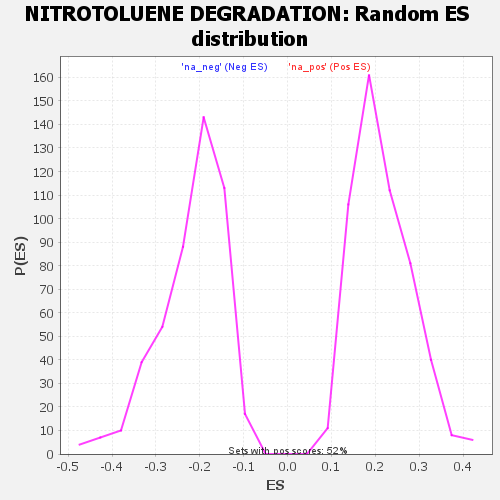 NITROTOLUENE DEGRADATION: Random ES
distribution
'na_neg' (Neg ES) 'na_pos' (Pos ES)
160
150
140
130
120
110
100
90
80
70
60
50
40
30
20
10
0
P(ES)
Sets with pos scores: 52%
-0.5 -0.4 -0.3 -0.2 -0.1 0.0 0.1 0.2 0.3 0.4
ES